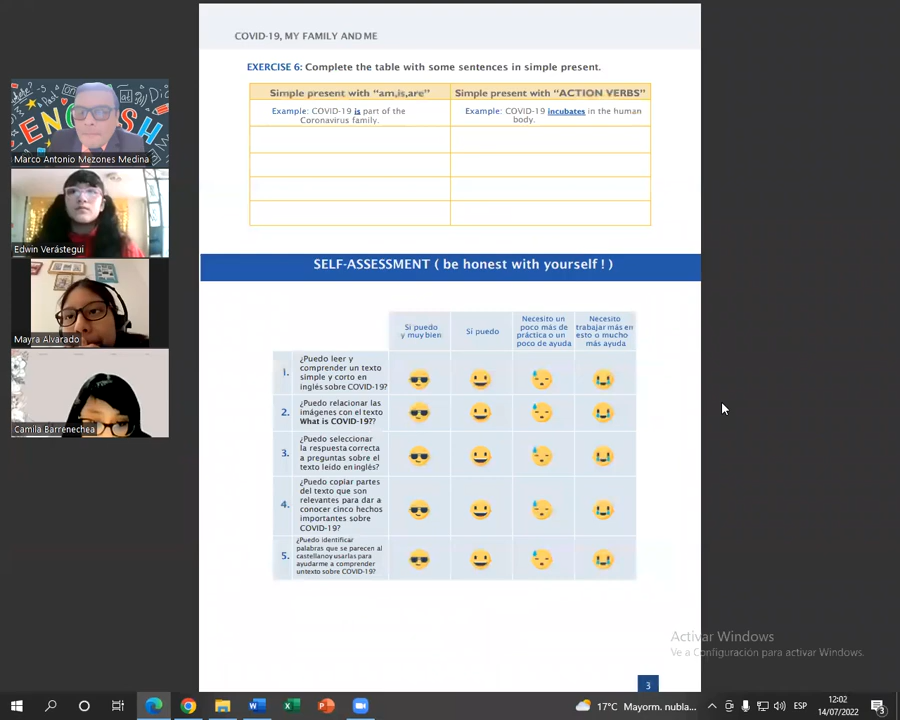 COVID-19, MY FAMILY AND ME
EXERCISE 6: Complete the table with some sentences in simple present.
Simple present with "am,is,are"
Simple present with "ACTION VERBS"
Example: COVID-19 is part of the
Coronavirus family.
Example: COVID-19 incubates in the human
body.
ENGLISH
Marco Antonio Mezones Medina
Edwin Verástegui
Mayra Alvarado
Camila Barrenechea
SELF-ASSESSMENT ( be honest with yourself ! )
Si puedo
y muy bien
Sí puedo
Necesito un
poco más de
práctica o un
poco de ayuda
Necesito
trabajar más en
esto o mucho
más ayuda
1.
¿Puedo leer y
comprender un texto
simple y corto en
inglés sobre COVID-19?
2.
¿Puedo relacionar las
imágenes con el texto
What is COVID-19??
3.
¿Puedo seleccionar
la respuesta correcta
a preguntas sobre el
texto leido en inglés?
4.
¿Puedo copiar partes
del texto que son
relevantes para dar a
conocer cinco hechos
importantes sobre
COVID-19?
5.
¿Puedo identificar
palabras que se parecen al
castellanoy usarlas para
ayudarme a comprender
untexto sobre COVID-19?
3
Activar Windows
Ve a Configuración para activar Windows.
17°C Mayorm. nubla...
ESP
12:02
14/07/2022
3